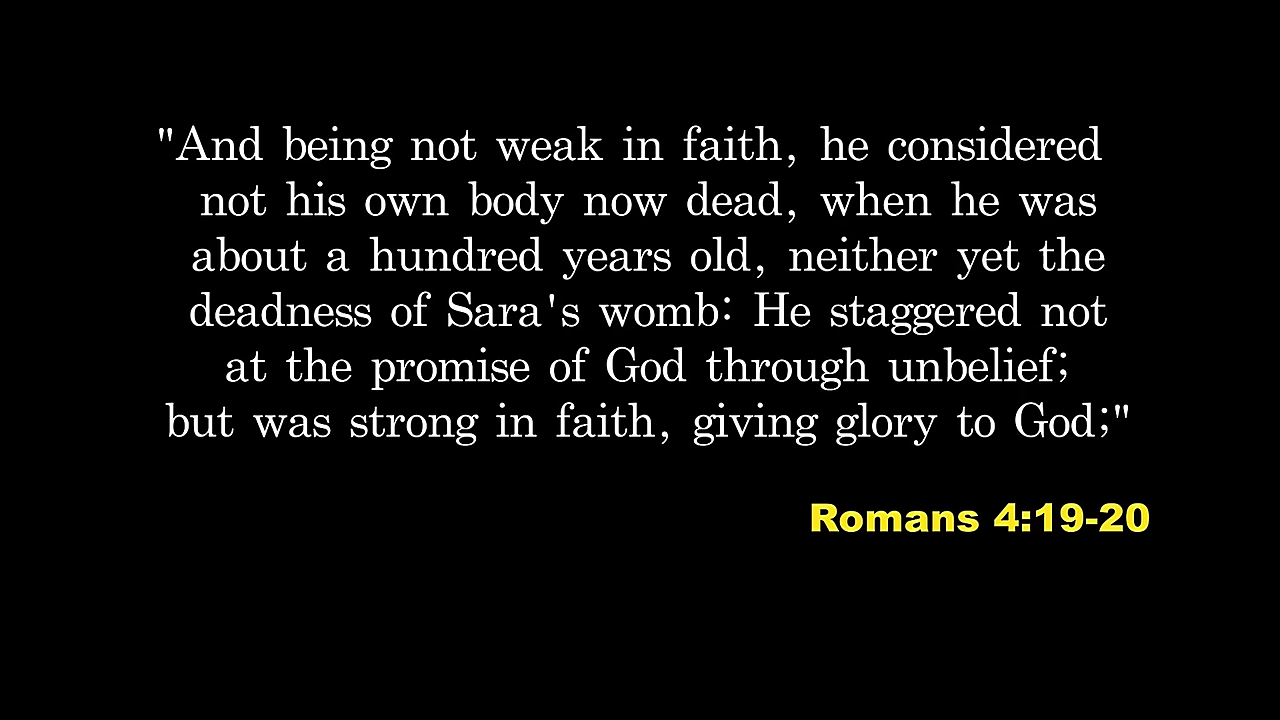 "And being not weak in faith, he considered
not his own body now dead, when he was
about a hundred years old, neither yet the
deadness of Sara's womb: He staggered not
at the promise of God through unbelief;
but was strong in faith, giving glory to God;"
Romans 4:19-20